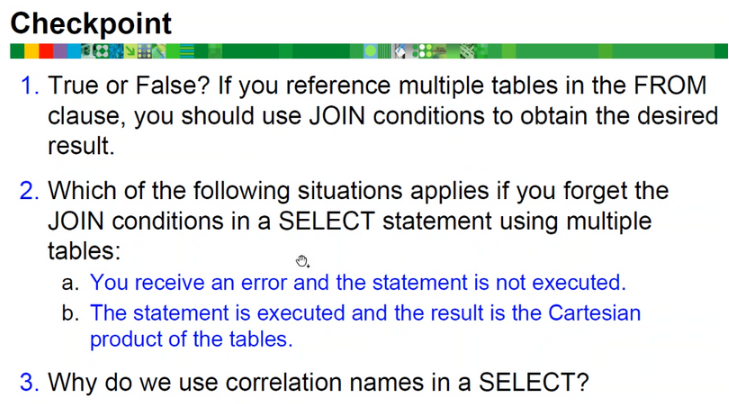 Checkpoint
1. True or False? If you reference multiple tables in the FROM
clause, you should use JOIN conditions to obtain the desired
result.
2. Which of the following situations applies if you forget the
JOIN conditions in a SELECT statement using multiple
tables:
a. You receive an error and the statement is not executed.
b. The statement is executed and the result is the Cartesian
product of the tables.
3. Why do we use correlation names in a SELECT?